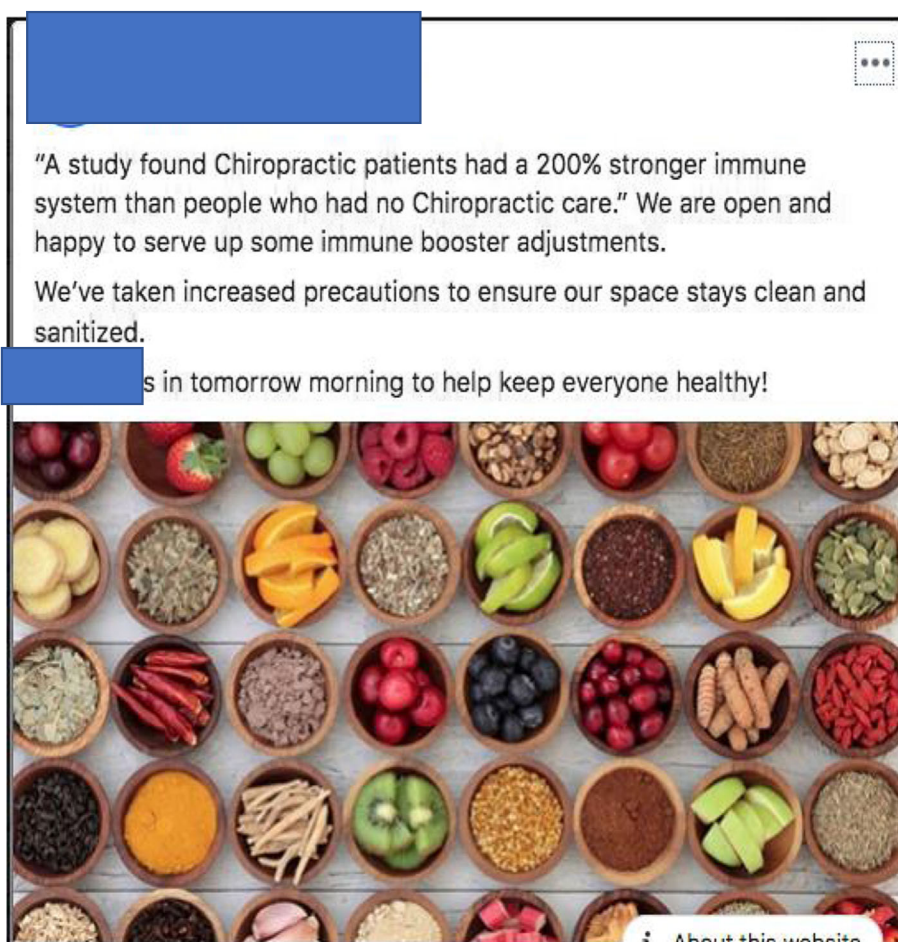 “A study found Chiropractic patients had a 200% stronger immune
system than people who had no Chiropractic care.” We are open and
happy to serve up some immune booster adjustments.
We’ve taken increased precautions to ensure our space stays clean and
sanitized.
s in tomorrow morning to help keep everyone healthy!
i About this website